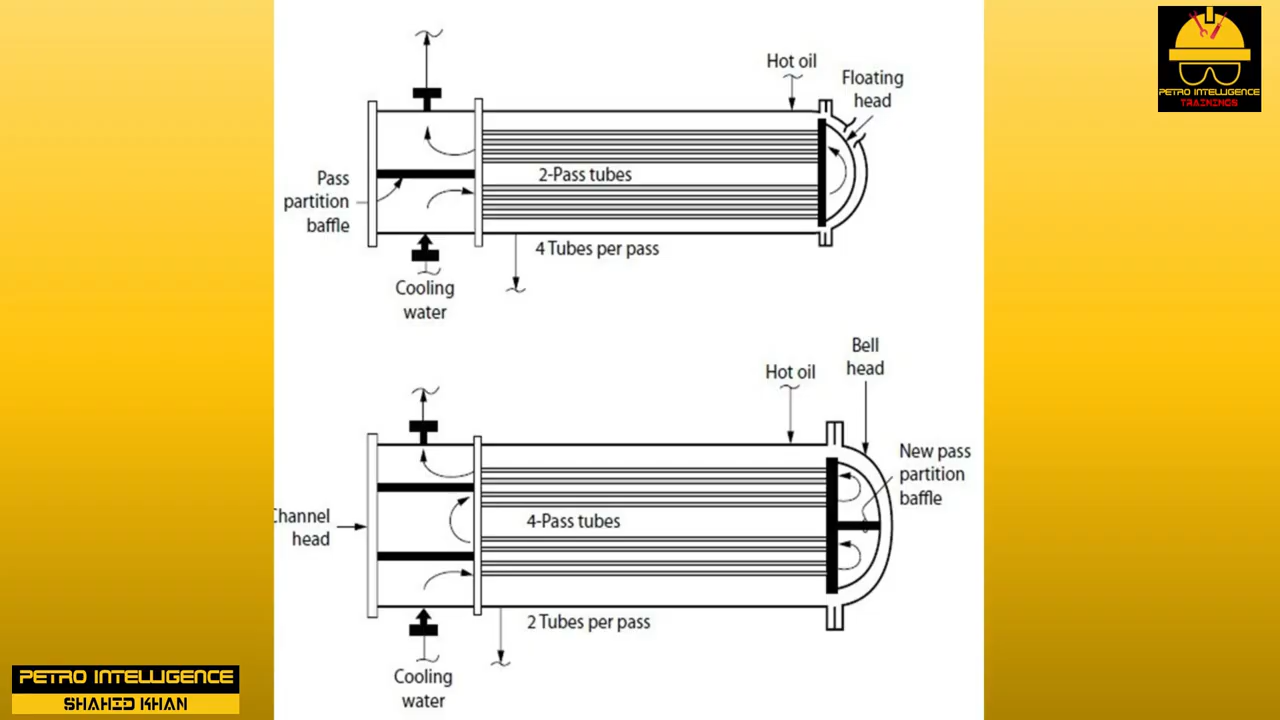 PETRO INTELLIGENCE
TRAININGS
Hot oil
Floating
head
Pass
partition
baffle
2-Pass tubes
4 Tubes per pass
Cooling
water
Bell
head
Hot oil
New pass
partition
baffle
Channel
head
4-Pass tubes
2 Tubes per pass
Cooling
water
PETRO INTELLIGENCE
SHAHID KHAN